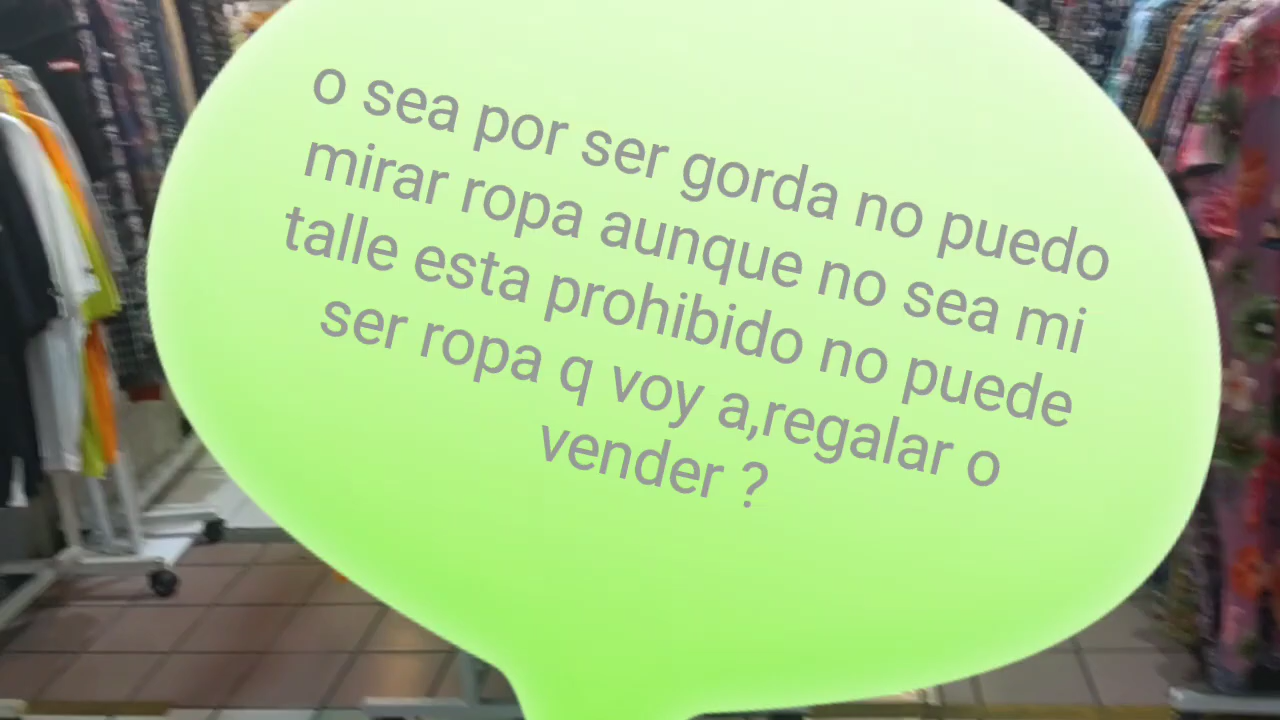 o sea por ser gorda no puedo
mirar ropa aunque no sea mi
talle esta prohibido no puede
ser ropa q voy a,regalar o
vender ?